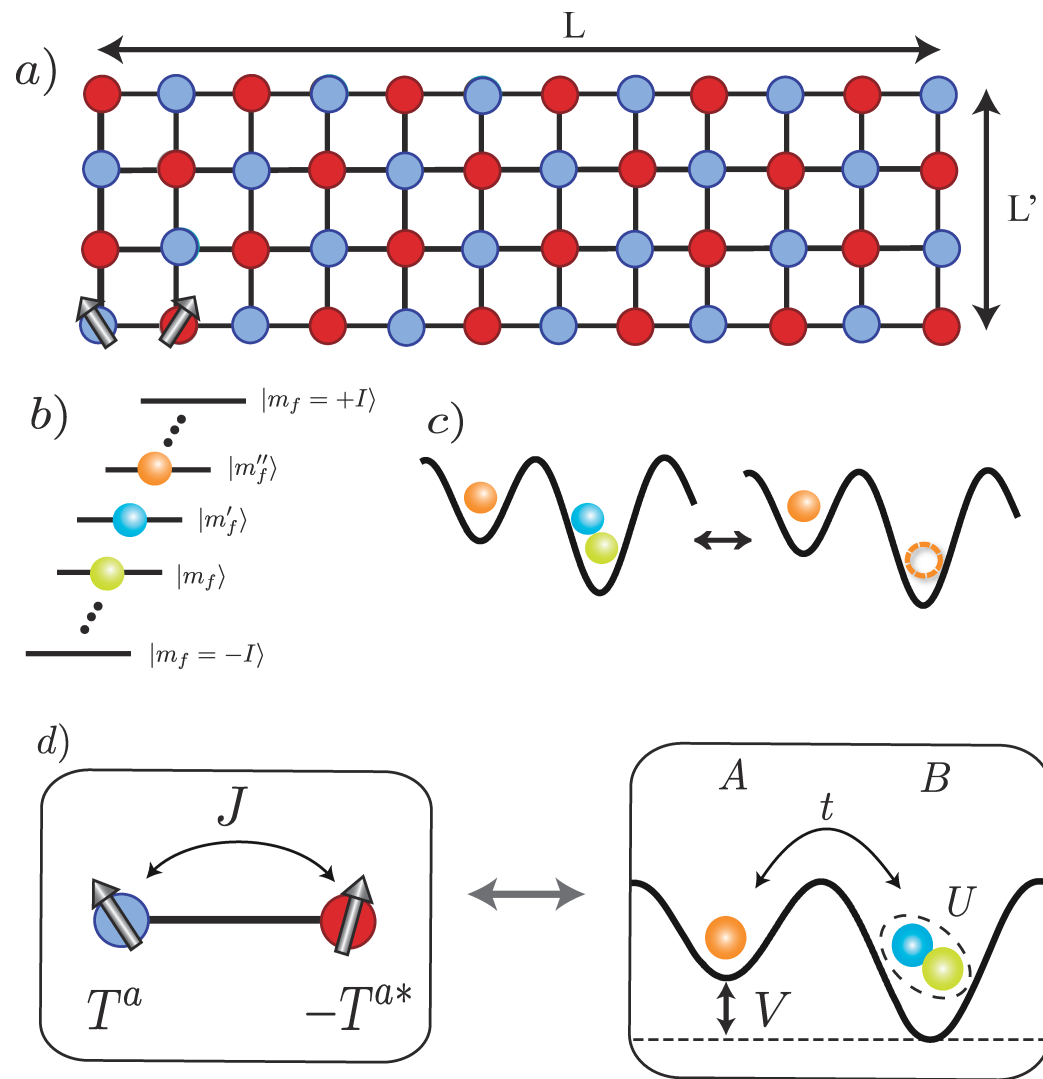 L
a)
L'
b)
|m_f = +I⟩
|m''_f⟩
|m'_f⟩
|m_f⟩
|m_f = −I⟩
c)
d)
J
T^a
−T^{a*}
A
B
t
U
V